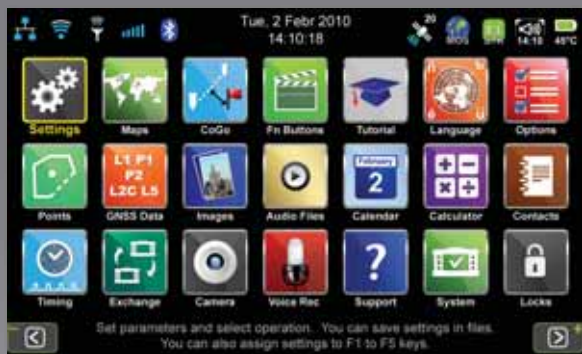 Tue, 2 Febr 2010
14:10:18
20
MOS
14:10
46°C
Settings Maps CoGo Fn Buttons Tutorial Language Options
L1 P1
P2
L2C L5
February
2
Points GNSS Data Images Audio Files Calendar Calculator Contacts
Timing Exchange Camera Voice Rec Support System Locks
Set parameters and select operation. You can save settings in files.
You can also assign settings to F1 to F5 keys.